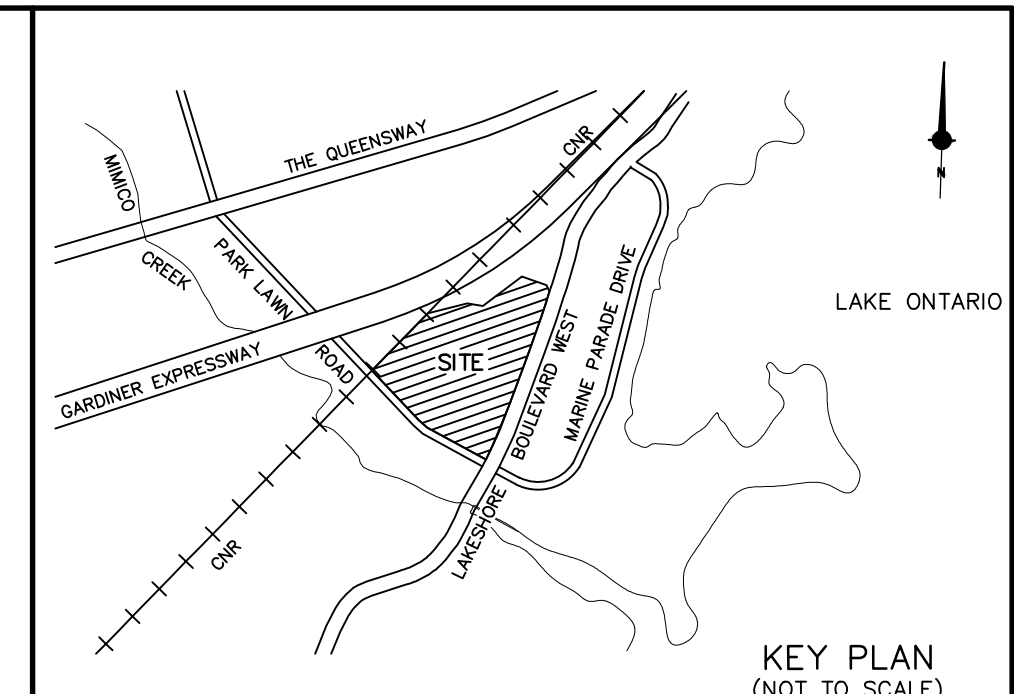 THE QUEENSWAY
CNR
MIMICO
CREEK
PARK LAWN
ROAD
N
LAKE ONTARIO
GARDINER EXPRESSWAY
SITE
BOULEVARD WEST
MARINE PARADE DRIVE
LAKESHORE
CNR
KEY PLAN
(NOT TO SCALE)